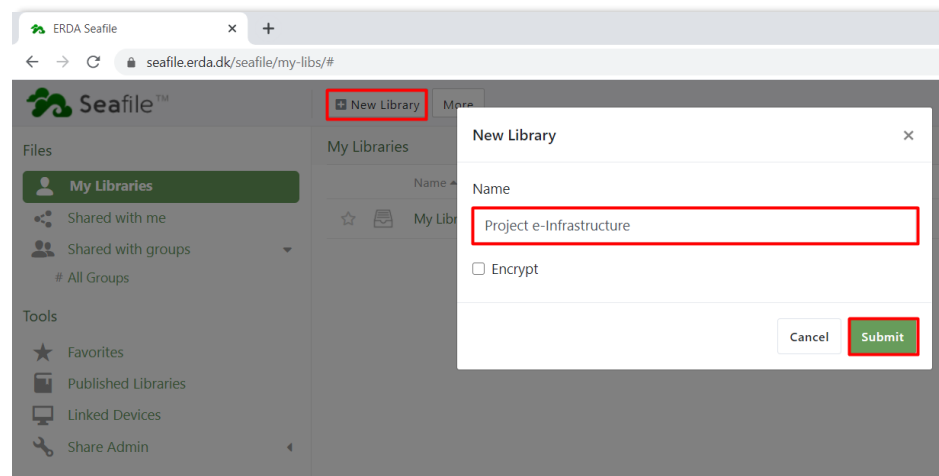 ERDA Seafile
seafile.erda.dk/seafile/my-libs/#
Seafile™
New Library
More
Files
My Libraries
New Library
My Libraries
Name
Name
Shared with me
My Libr
Project e-Infrastructure
Shared with groups
Encrypt
# All Groups
Tools
Cancel
Submit
Favorites
Published Libraries
Linked Devices
Share Admin